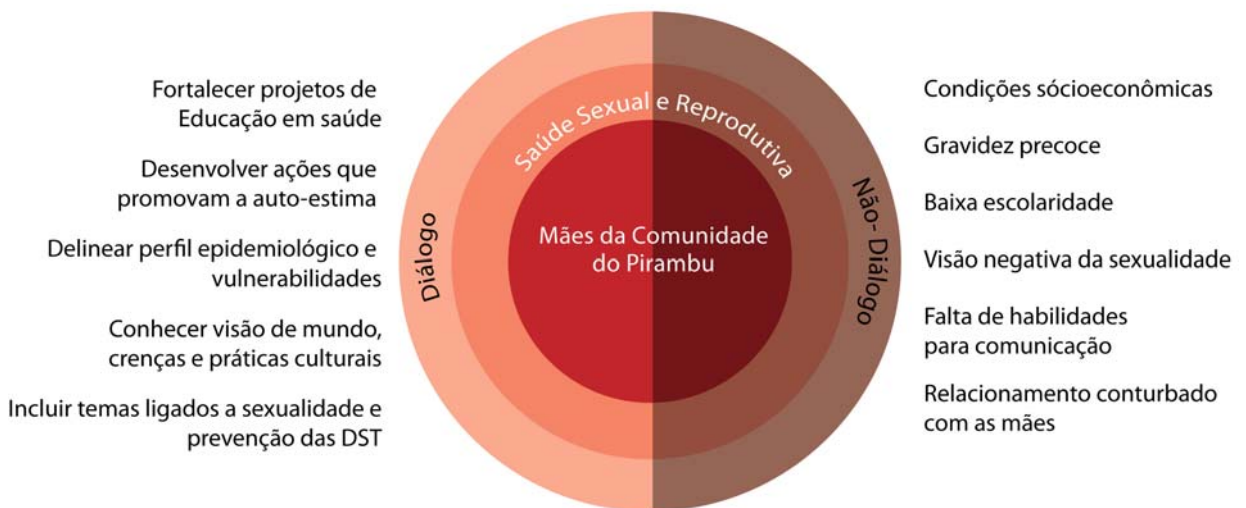 Fortalecer projetos de
Educação em saúde
Desenvolver ações que
promovam a auto-estima
Delinear perfil epidemiológico e
vulnerabilidades
Conhecer visão de mundo,
crenças e práticas culturais
Incluir temas ligados a sexualidade e
prevenção das DST
Diálogo
Saúde Sexual e Reprodutiva
Mães da Comunidade
do Pirambu
Não- Diálogo
Condições sócioeconômicas
Gravidez precoce
Baixa escolaridade
Visão negativa da sexualidade
Falta de habilidades
para comunicação
Relacionamento conturbado
com as mães